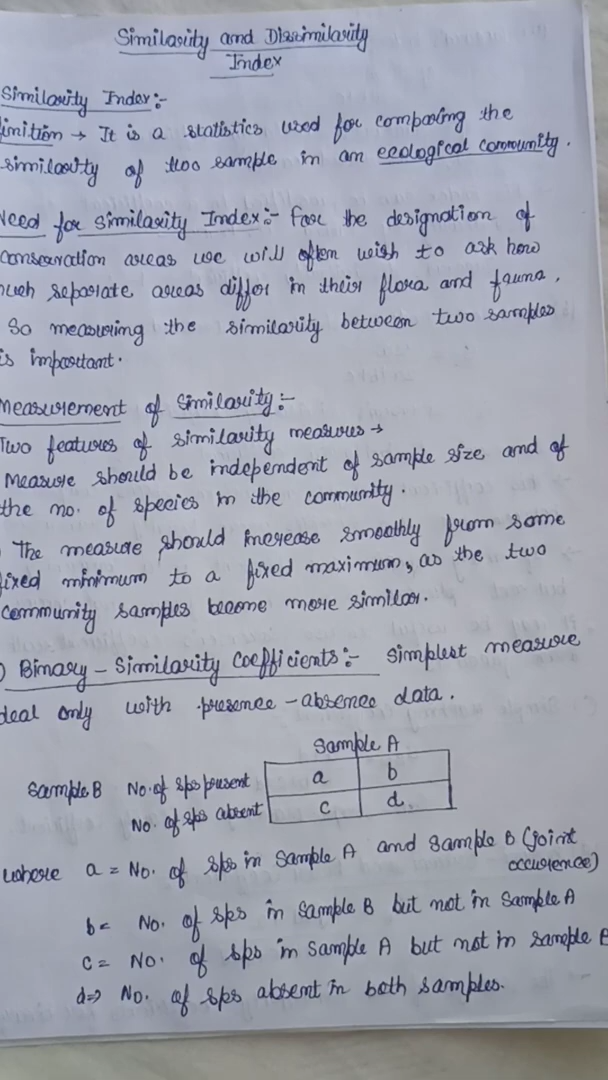 Similarity and Dissimilarity
Index
Similarity Index:-
inition → It is a statistics used for comparing the
similarity of two sample in an ecological community.
Need for similarity Index:- For the designation of
conservation areas we will often wish to ask how
much separate areas differ in their flora and fauna.
So measuring the similarity between two samples
is important.
Measurement of Similarity:-
Two features of similarity measures →
Measure should be independent of sample size and of
the no. of species in the community.
The measure should increase smoothly from some
fixed minimum to a fixed maximum, as the two
community samples become more similar.
) Binary - Similarity Coefficients:- simplest measure
deal only with presence - absence data.
Sample A
Sample B No. of sps present a b
No. of sps absent c d
where a = No. of sps in Sample A and Sample B (joint
occurrence)
b = No. of sps in Sample B but not in Sample A
c = No. of sps in Sample A but not in Sample B
d => No. of sps absent in both samples.